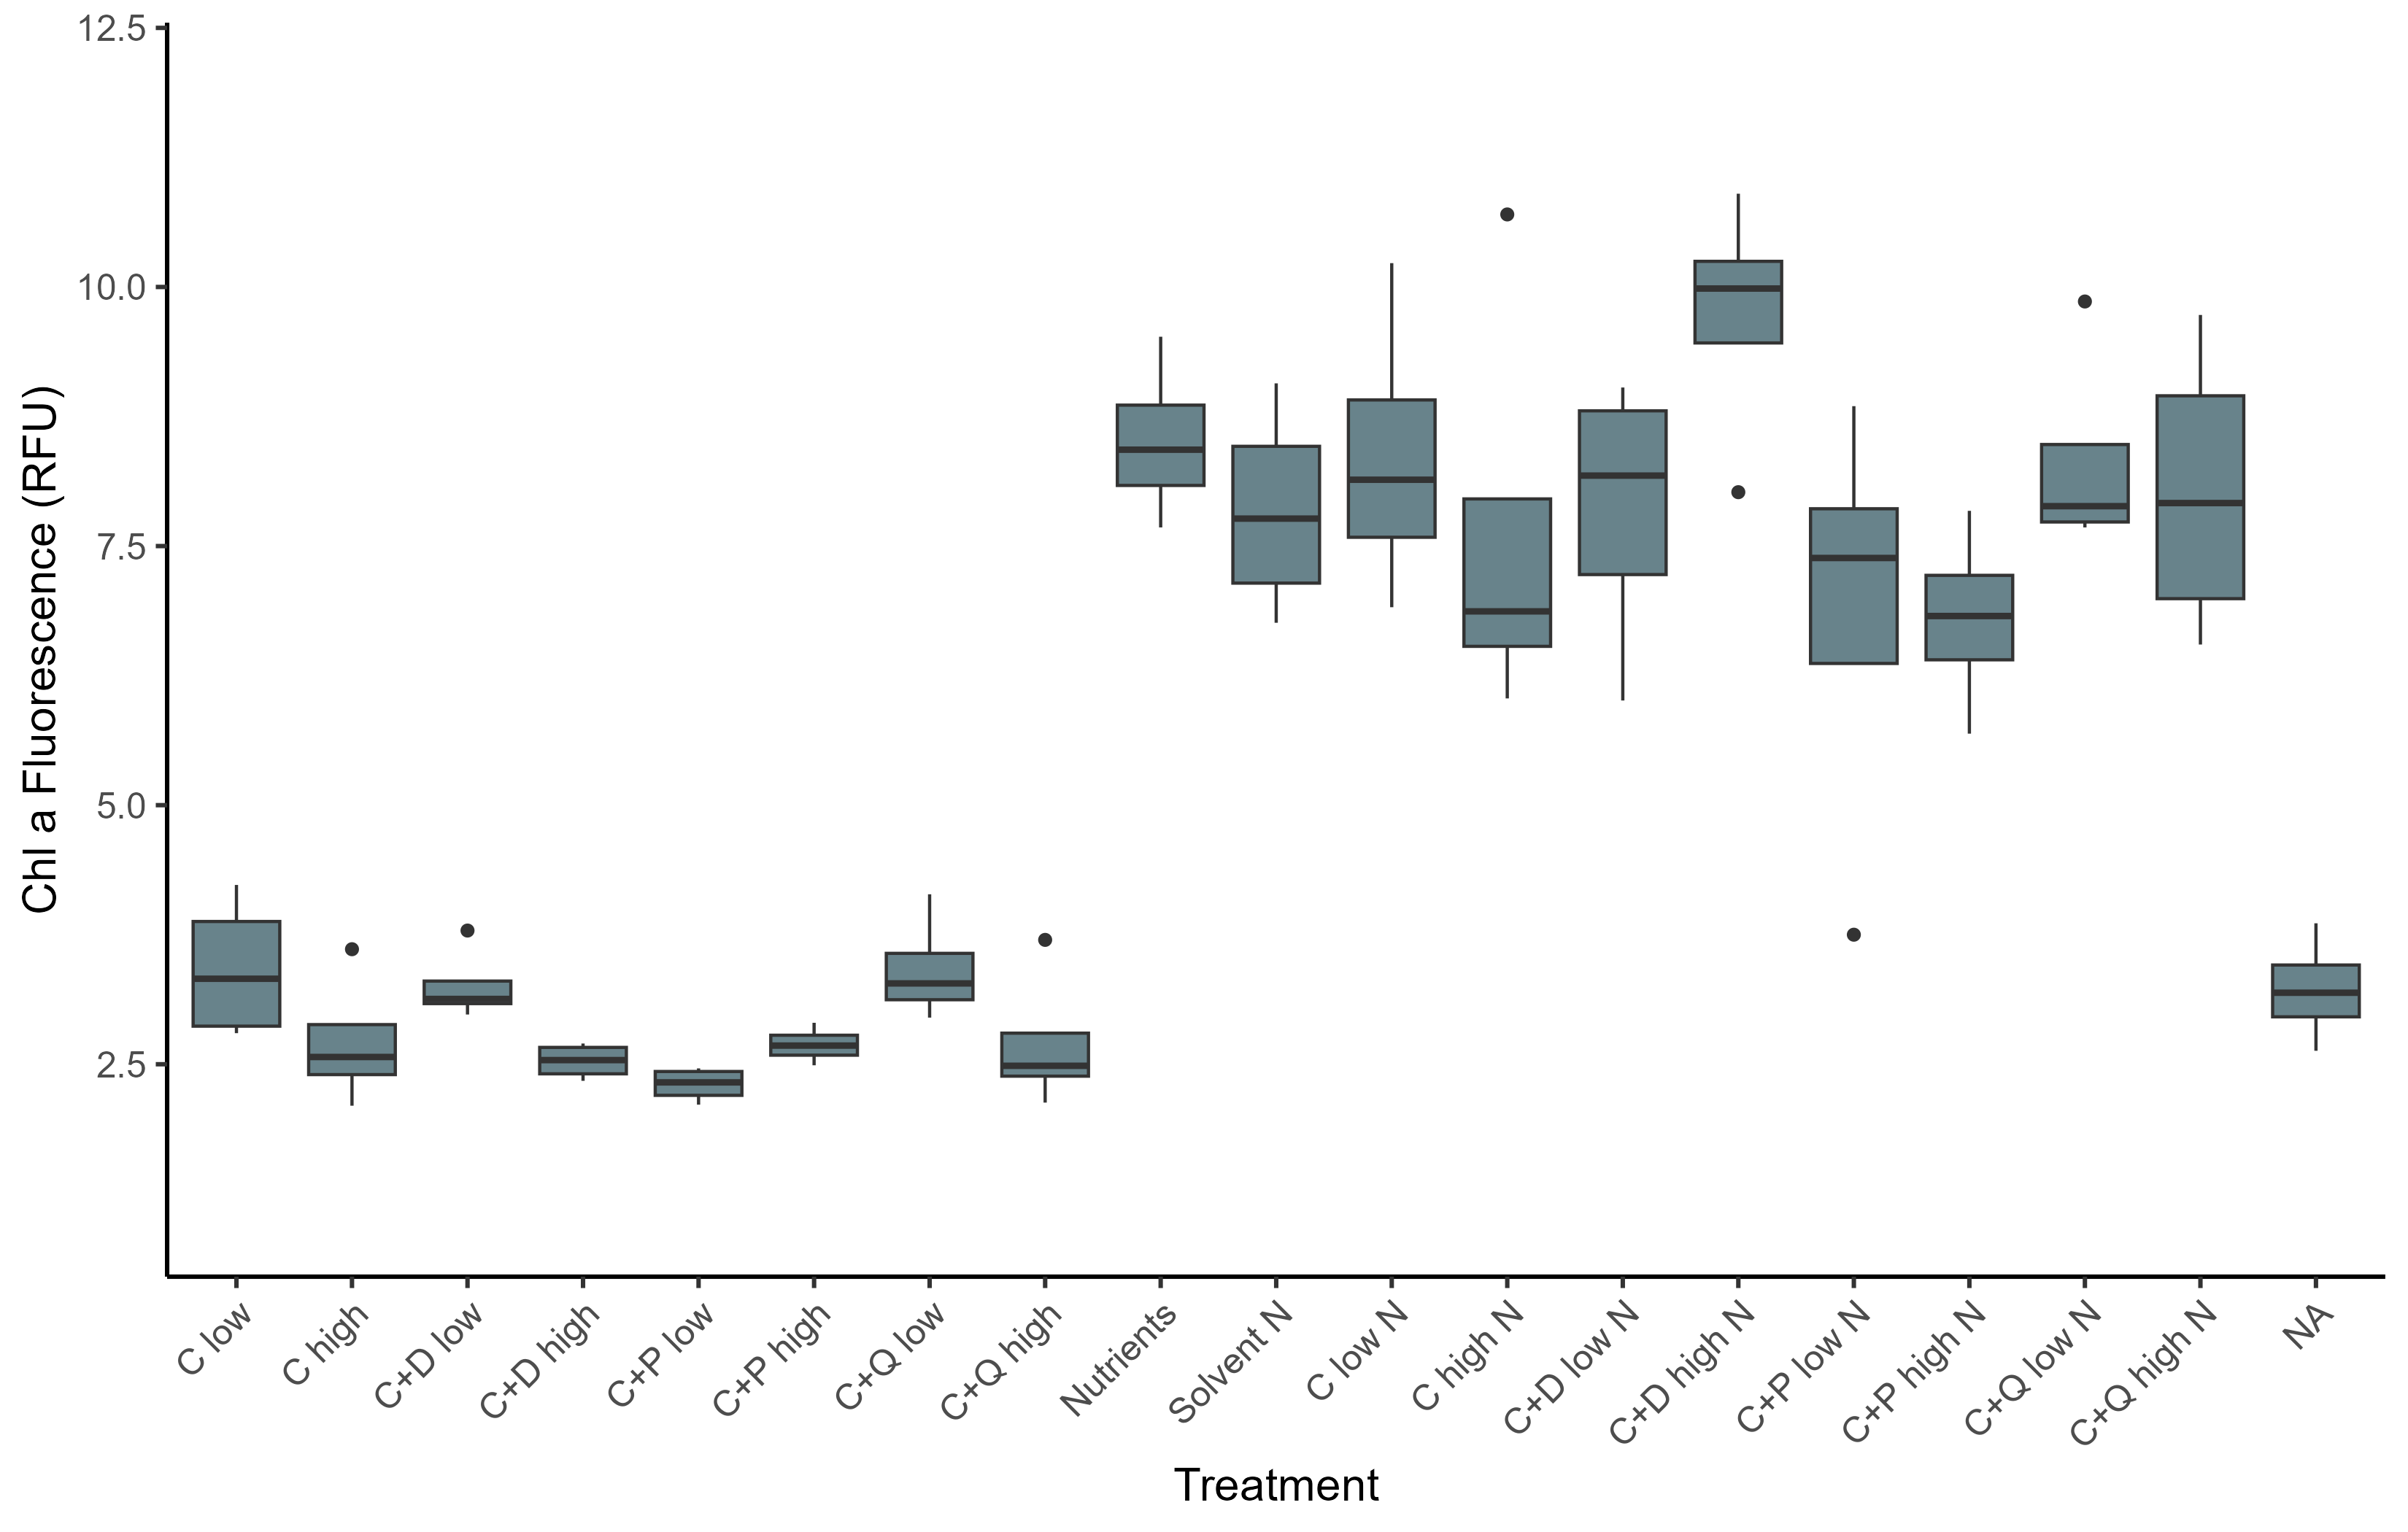 Chl a Fluorescence (RFU)
12.5
10.0
7.5
5.0
2.5
C low
C high
C+D low
C+D high
C+P low
C+P high
C+Q low
C+Q high
Nutrients
Solvent N
C low N
C high N
C+D low N
C+D high N
C+P low N
C+P high N
C+Q low N
C+Q high N
NA
Treatment